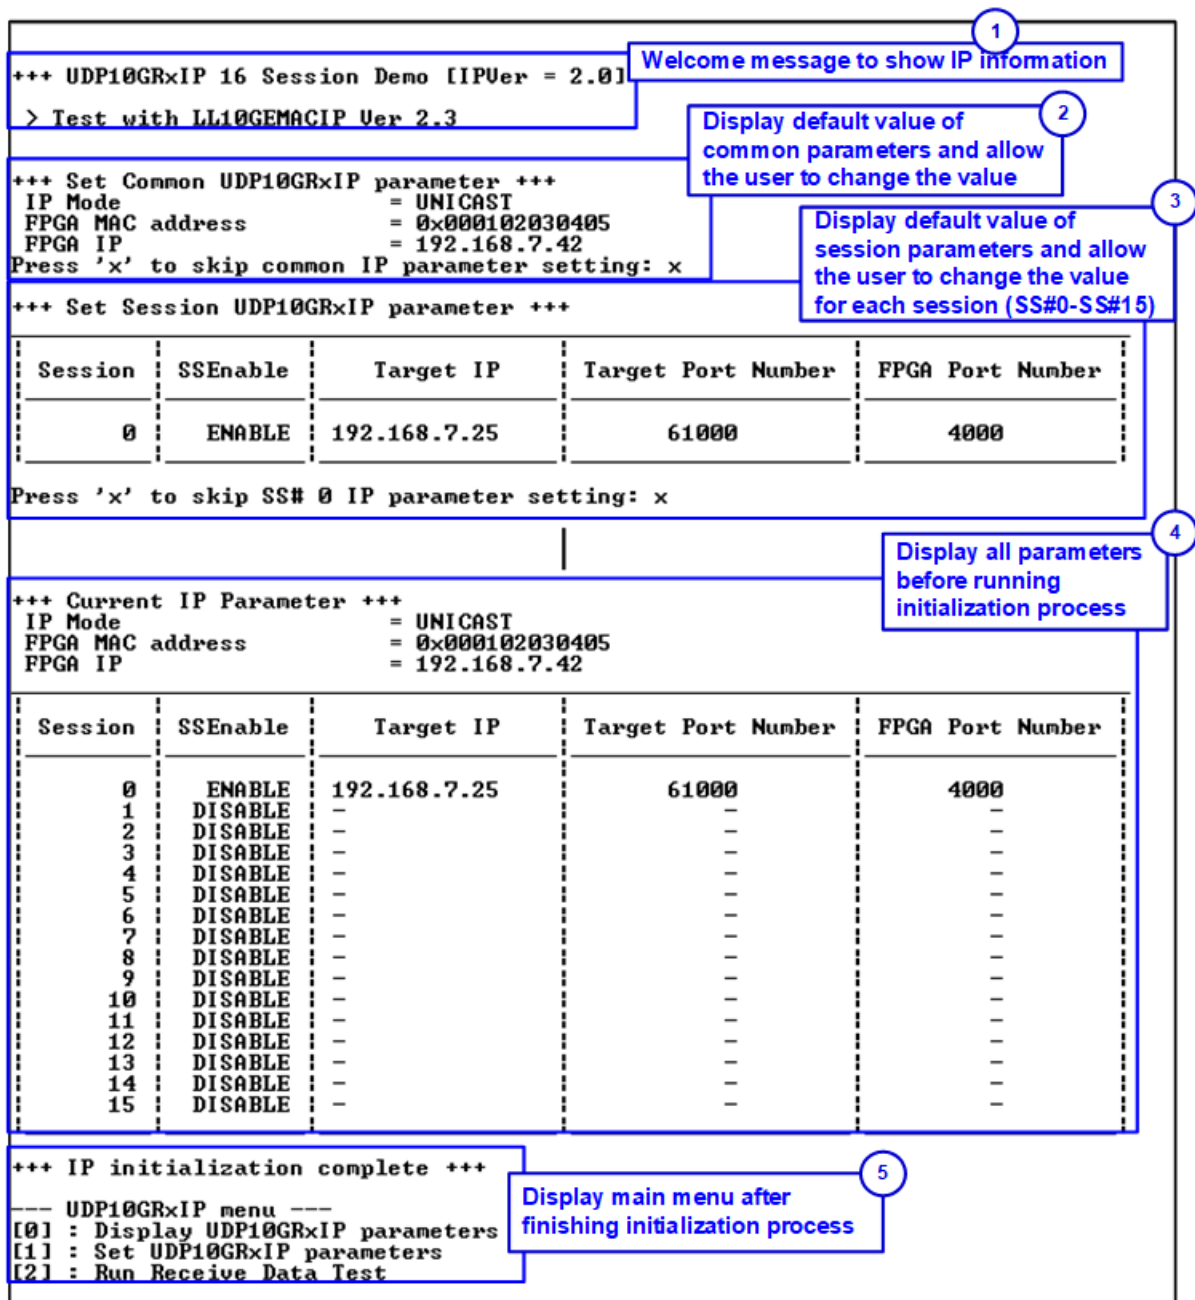 1
Welcome message to show IP information
+++ UDP10GRxIP 16 Session Demo [IPVer = 2.0]
> Test with LL10GEMACIP Ver 2.3
2
Display default value of
common parameters and allow
the user to change the value
+++ Set Common UDP10GRxIP parameter +++
IP Mode = UNICAST
FPGA MAC address = 0x000102030405
FPGA IP = 192.168.7.42
Press 'x' to skip common IP parameter setting: x
3
Display default value of
session parameters and allow
the user to change the value
for each session (SS#0-SS#15)
+++ Set Session UDP10GRxIP parameter +++
Session SSEnable Target IP Target Port Number FPGA Port Number
0 ENABLE 192.168.7.25 61000 4000
Press 'x' to skip SS# 0 IP parameter setting: x
4
Display all parameters
before running
initialization process
+++ Current IP Parameter +++
IP Mode = UNICAST
FPGA MAC address = 0x000102030405
FPGA IP = 192.168.7.42
Session SSEnable Target IP Target Port Number FPGA Port Number
0 ENABLE 192.168.7.25 61000 4000
1 DISABLE - - -
2 DISABLE - - -
3 DISABLE - - -
4 DISABLE - - -
5 DISABLE - - -
6 DISABLE - - -
7 DISABLE - - -
8 DISABLE - - -
9 DISABLE - - -
10 DISABLE - - -
11 DISABLE - - -
12 DISABLE - - -
13 DISABLE - - -
14 DISABLE - - -
15 DISABLE - - -
+++ IP initialization complete +++
--- UDP10GRxIP menu ---
[0] : Display UDP10GRxIP parameters
[1] : Set UDP10GRxIP parameters
[2] : Run Receive Data Test
5
Display main menu after
finishing initialization process